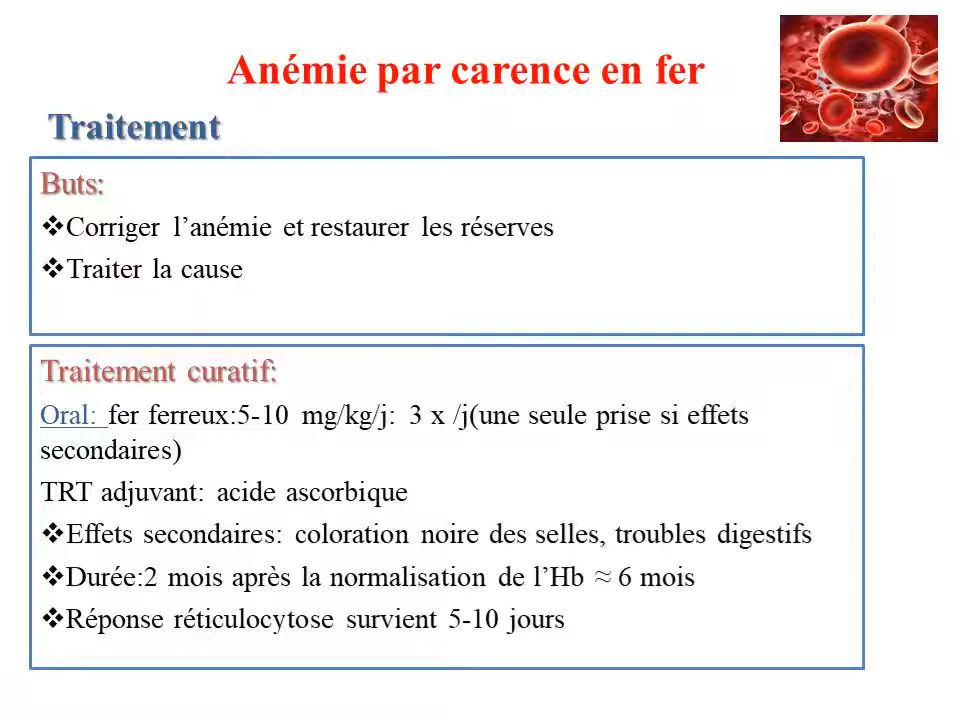 Anémie par carence en fer
Traitement
Buts:
❖Corriger l’anémie et restaurer les réserves
❖Traiter la cause
Traitement curatif:
Oral: fer ferreux:5-10 mg/kg/j: 3 x /j(une seule prise si effets
secondaires)
TRT adjuvant: acide ascorbique
❖Effets secondaires: coloration noire des selles, troubles digestifs
❖Durée:2 mois après la normalisation de l’Hb ≈ 6 mois
❖Réponse réticulocytose survient 5-10 jours